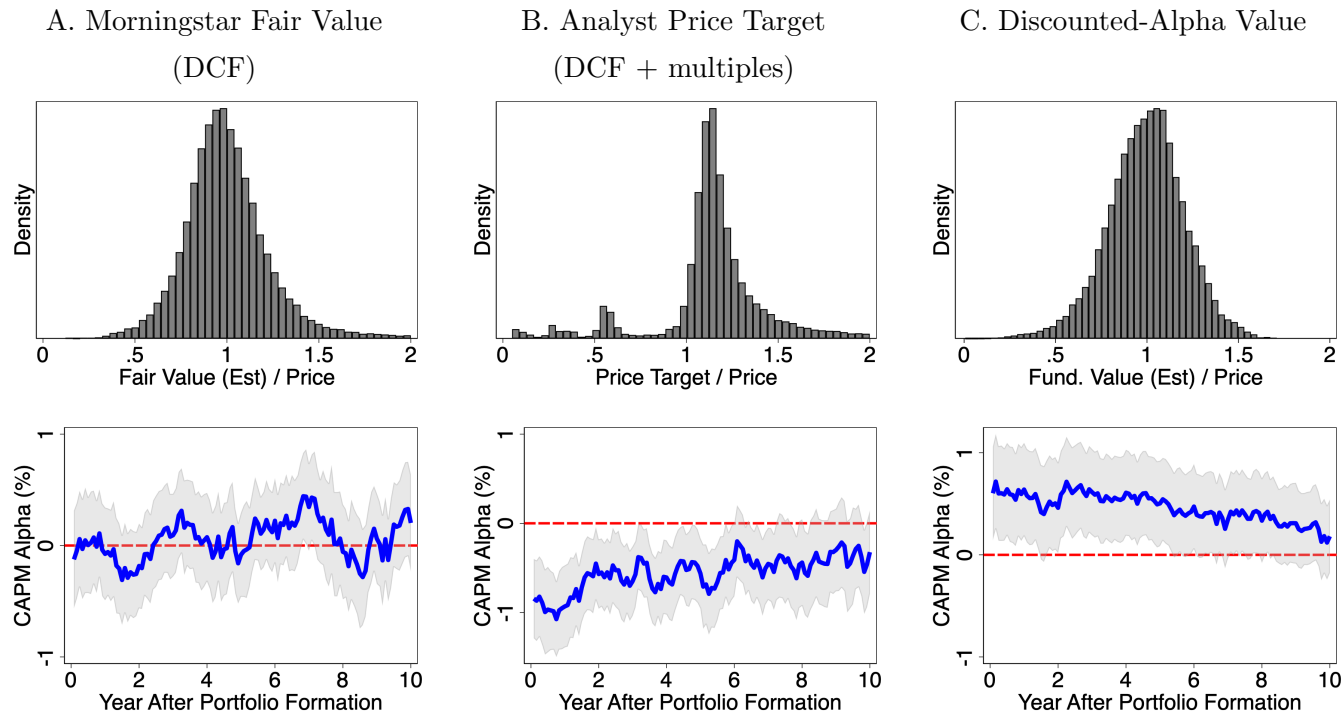 A. Morningstar Fair Value
(DCF)
B. Analyst Price Target
(DCF + multiples)
C. Discounted-Alpha Value
Density
0 .5 1 1.5 2
Fair Value (Est) / Price
Density
0 .5 1 1.5 2
Price Target / Price
Density
0 .5 1 1.5 2
Fund. Value (Est) / Price
CAPM Alpha (%)
1
0
-1
0 2 4 6 8 10
Year After Portfolio Formation
CAPM Alpha (%)
1
0
-1
0 2 4 6 8 10
Year After Portfolio Formation
CAPM Alpha (%)
1
0
-1
0 2 4 6 8 10
Year After Portfolio Formation